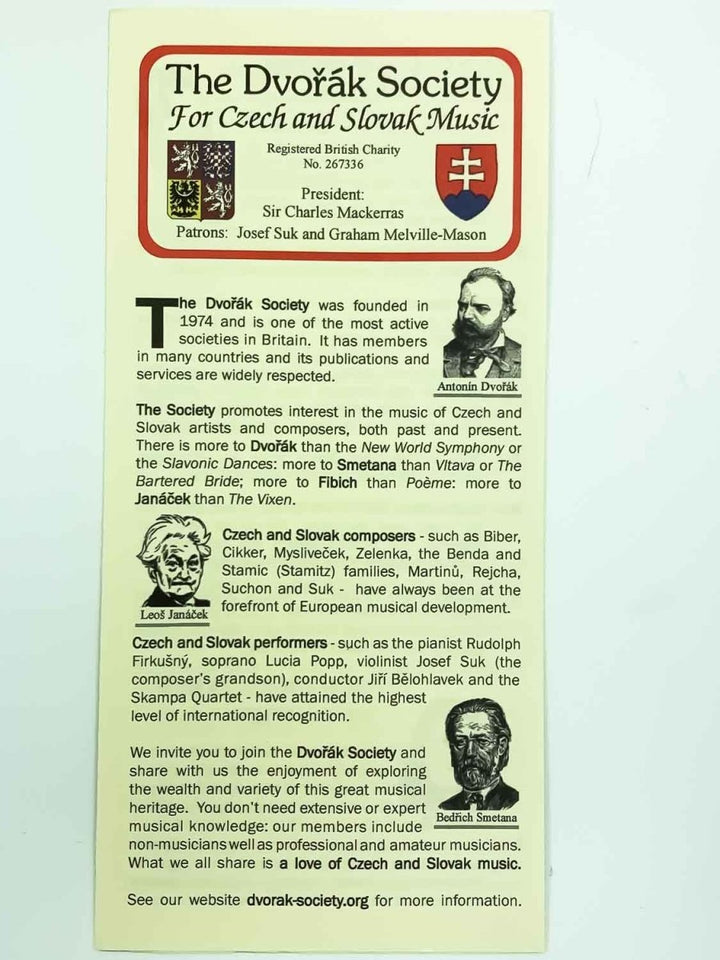 The Dvořák Society
For Czech and Slovak Music
Registered British Charity
No. 267336
President:
Sir Charles Mackerras
Patrons: Josef Suk and Graham Melville-Mason
The Dvořák Society was founded in
1974 and is one of the most active
societies in Britain. It has members
in many countries and its publications and
services are widely respected.
Antonín Dvořák
The Society promotes interest in the music of Czech and
Slovak artists and composers, both past and present.
There is more to Dvořák than the New World Symphony or
the Slavonic Dances: more to Smetana than Vltava or The
Bartered Bride; more to Fibich than Poème: more to
Janáček than The Vixen.
Czech and Slovak composers - such as Biber,
Cikker, Mysliveček, Zelenka, the Benda and
Stamic (Stamitz) families, Martinů, Rejcha,
Suchon and Suk - have always been at the
forefront of European musical development.
Leoš Janáček
Czech and Slovak performers - such as the pianist Rudolph
Firkušný, soprano Lucia Popp, violinist Josef Suk (the
composer's grandson), conductor Jiří Bělohlavek and the
Skampa Quartet - have attained the highest
level of international recognition.
We invite you to join the Dvořák Society and
share with us the enjoyment of exploring
the wealth and variety of this great musical
heritage. You don't need extensive or expert
musical knowledge: our members include
Bedřich Smetana
non-musicians well as professional and amateur musicians.
What we all share is a love of Czech and Slovak music.
See our website dvorak-society.org for more information.